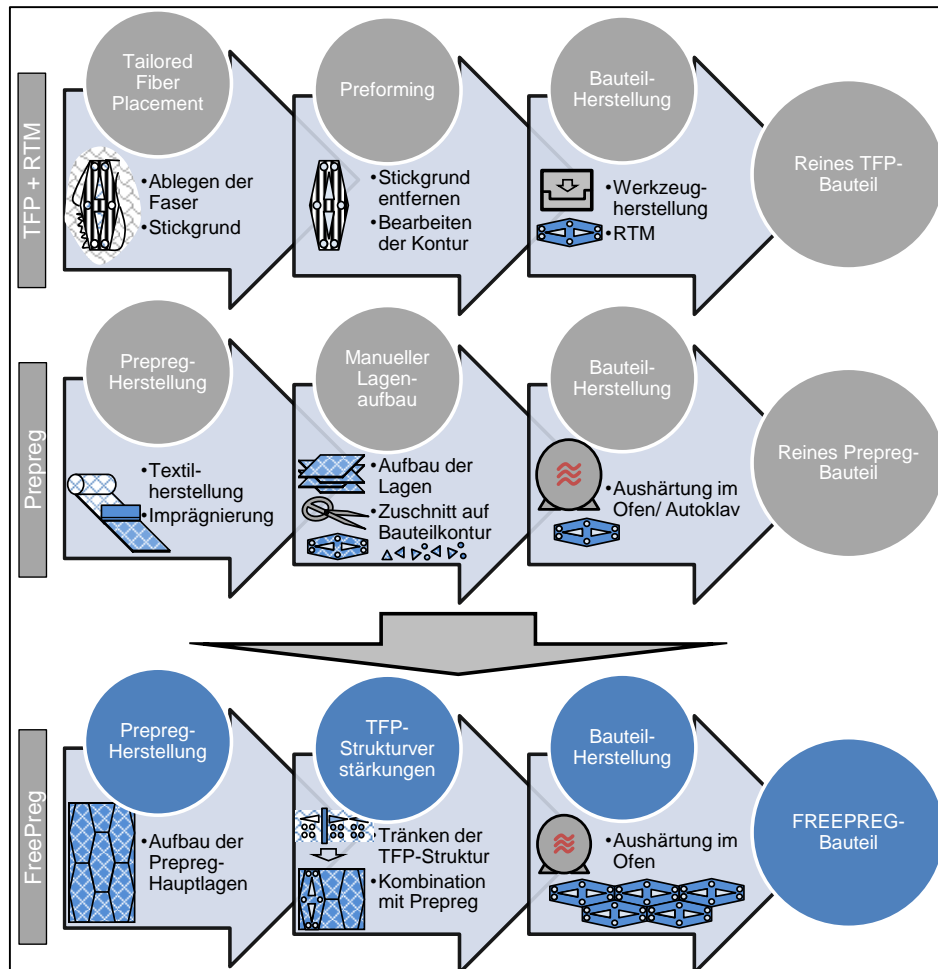 TFP + RTM
Tailored
Fiber
Placement
•Ablegen der
Faser
•Stickgrund
Preforming
•Stickgrund
entfernen
•Bearbeiten
der Kontur
Bauteil-
Herstellung
•Werkzeug-
herstellung
•RTM
Reines TFP-
Bauteil
Prepreg
Prepreg-
Herstellung
•Textil-
herstellung
•Imprägnierung
Manueller
Lagen-
aufbau
•Aufbau der
Lagen
•Zuschnitt auf
Bauteilkontur
Bauteil-
Herstellung
•Aushärtung im
Ofen/ Autoklav
Reines Prepreg-
Bauteil
FreePreg
Prepreg-
Herstellung
•Aufbau der
Prepreg-
Hauptlagen
TFP-
Strukturver
stärkungen
•Tränken der
TFP-Struktur
•Kombination
mit Prepreg
Bauteil-
Herstellung
•Aushärtung im
Ofen
FREEPREG-
Bauteil